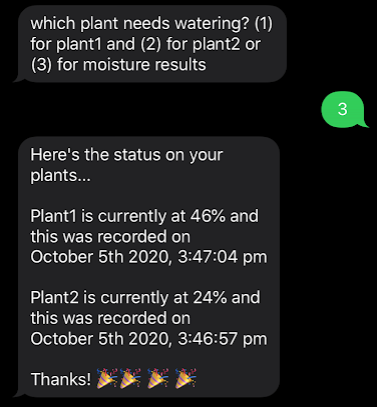 which plant needs watering? (1)
for plant1 and (2) for plant2 or
(3) for moisture results
3
Here's the status on your
plants...
Plant1 is currently at 46% and
this was recorded on
October 5th 2020, 3:47:04 pm
Plant2 is currently at 24% and
this was recorded on
October 5th 2020, 3:46:57 pm
Thanks! 🎉🎉🎉🎉